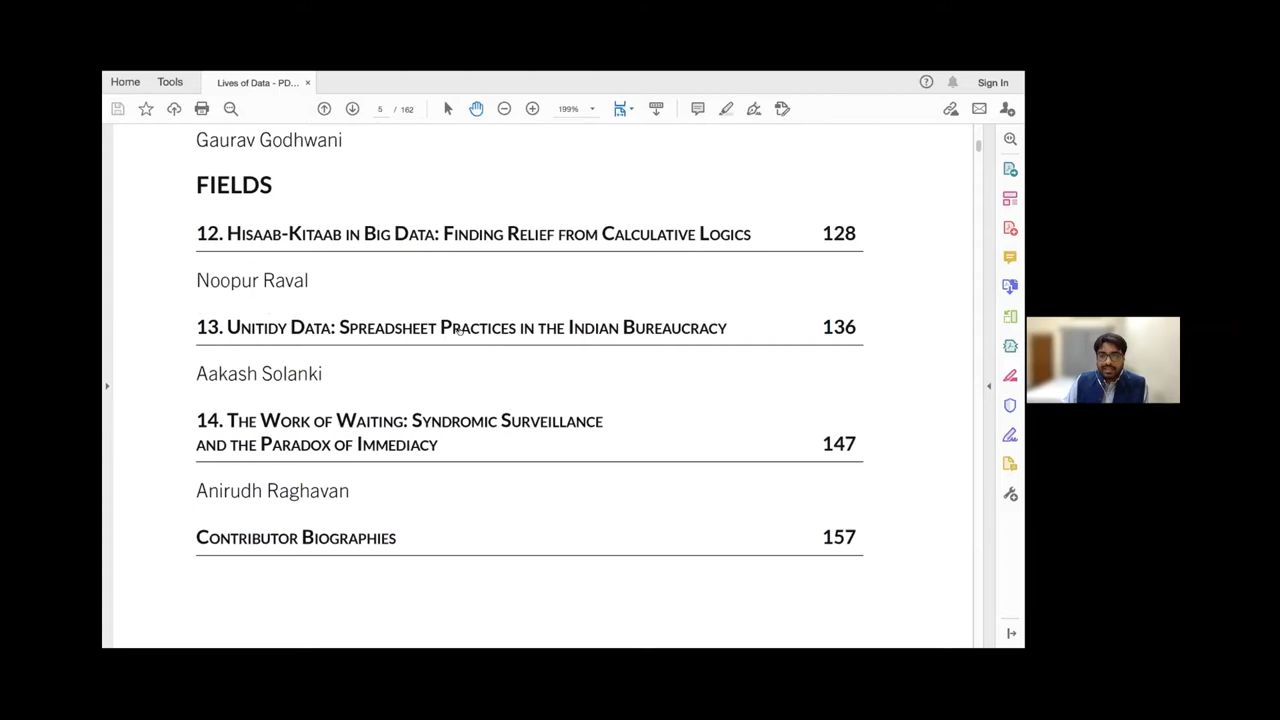 Home Tools Lives of Data - PD... × Sign In
5 / 162 199%
Gaurav Godhwani
FIELDS
12. Hisaab-Kitaab in Big Data: Finding Relief from Calculative Logics 128
Noopur Raval
13. Unitidy Data: Spreadsheet Practices in the Indian Bureaucracy 136
Aakash Solanki
14. The Work of Waiting: Syndromic Surveillance
and the Paradox of Immediacy 147
Anirudh Raghavan
Contributor Biographies 157